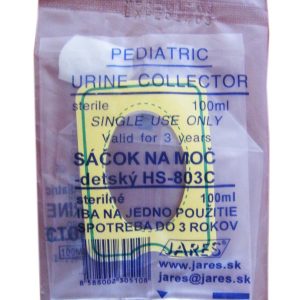 PEDIATRIC
URINE COLLECTOR
sterile 100ml
SINGLE USE ONLY
Valid for 3 years
SÁČOK NA MOČ
-detský HS-803C
sterilné 100ml
IBA NA JEDNO POUŽITIE
SPOTREBA DO 3 ROKOV
JARES
www.jares.sk
jares@jares.sk
8588002305108